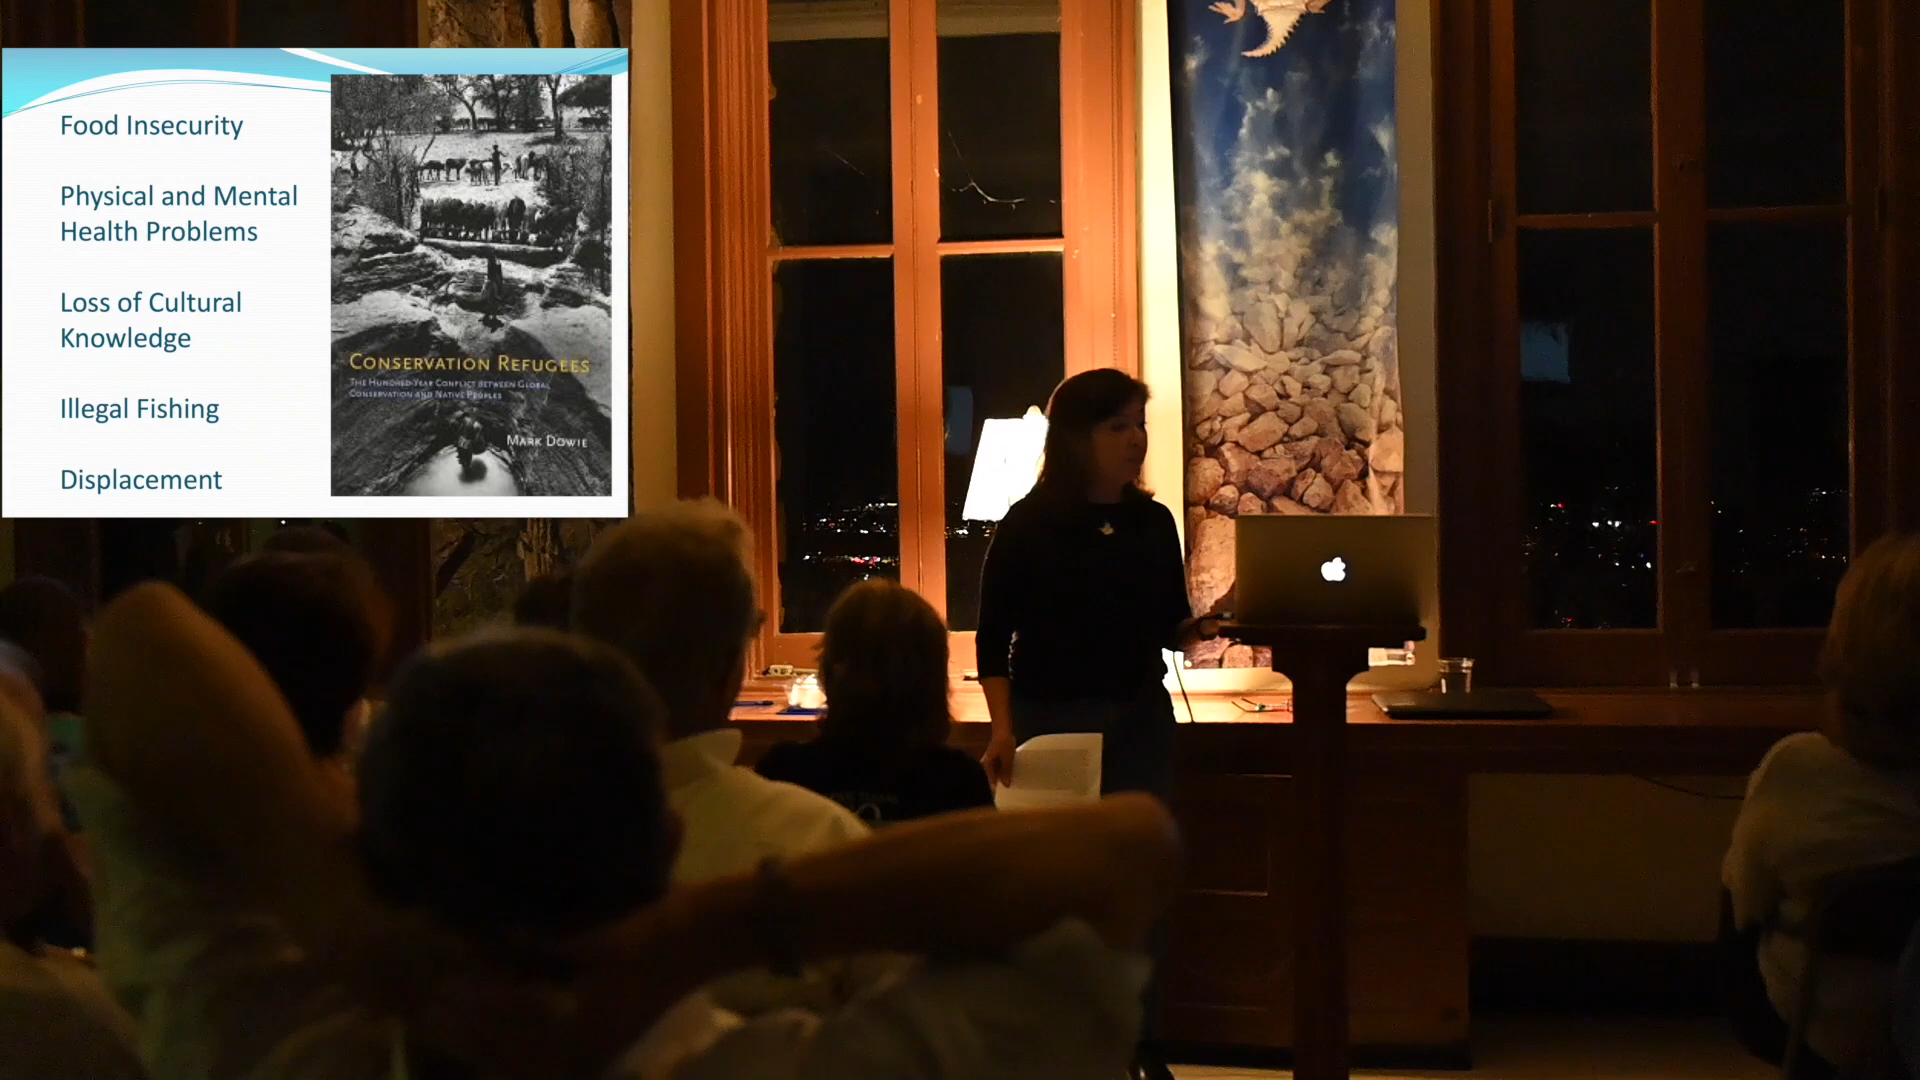 Food Insecurity
Physical and Mental
Health Problems
Loss of Cultural
Knowledge
Illegal Fishing
Displacement
CONSERVATION REFUGEES
THE HUNDRED-YEAR CONFLICT BETWEEN GLOBAL
CONSERVATION AND NATIVE PEOPLES
MARK DOWIE